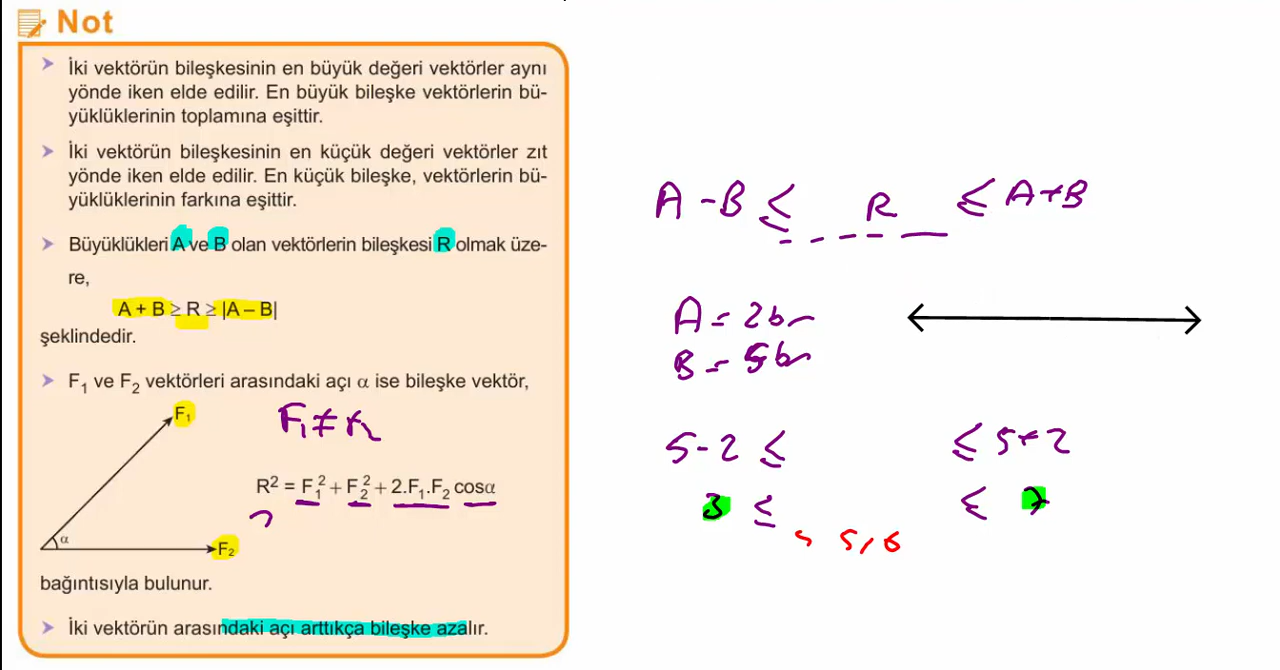 Not
İki vektörün bileşkesinin en büyük değeri vektörler aynı
yönde iken elde edilir. En büyük bileşke vektörlerin bü-
yüklüklerinin toplamına eşittir.
İki vektörün bileşkesinin en küçük değeri vektörler zıt
yönde iken elde edilir. En küçük bileşke, vektörlerin bü-
yüklüklerinin farkına eşittir.
Büyüklükleri A ve B olan vektörlerin bileşkesi R olmak üze-
re,
A + B ≥ R ≥ |A – B|
şeklindedir.
F₁ ve F₂ vektörleri arasındaki açı α ise bileşke vektör,
F₁
F₁ ≠ F₂
R² = F₁² + F₂² + 2.F₁.F₂ cosα
α
F₂
bağıntısıyla bulunur.
İki vektörün arasındaki açı arttıkça bileşke azalır.
A - B ≤ R ≤ A + B
A = 2br
B = 5br
5 - 2 ≤ ≤ 5 + 2
3 ≤ ≤ 7
5, 6